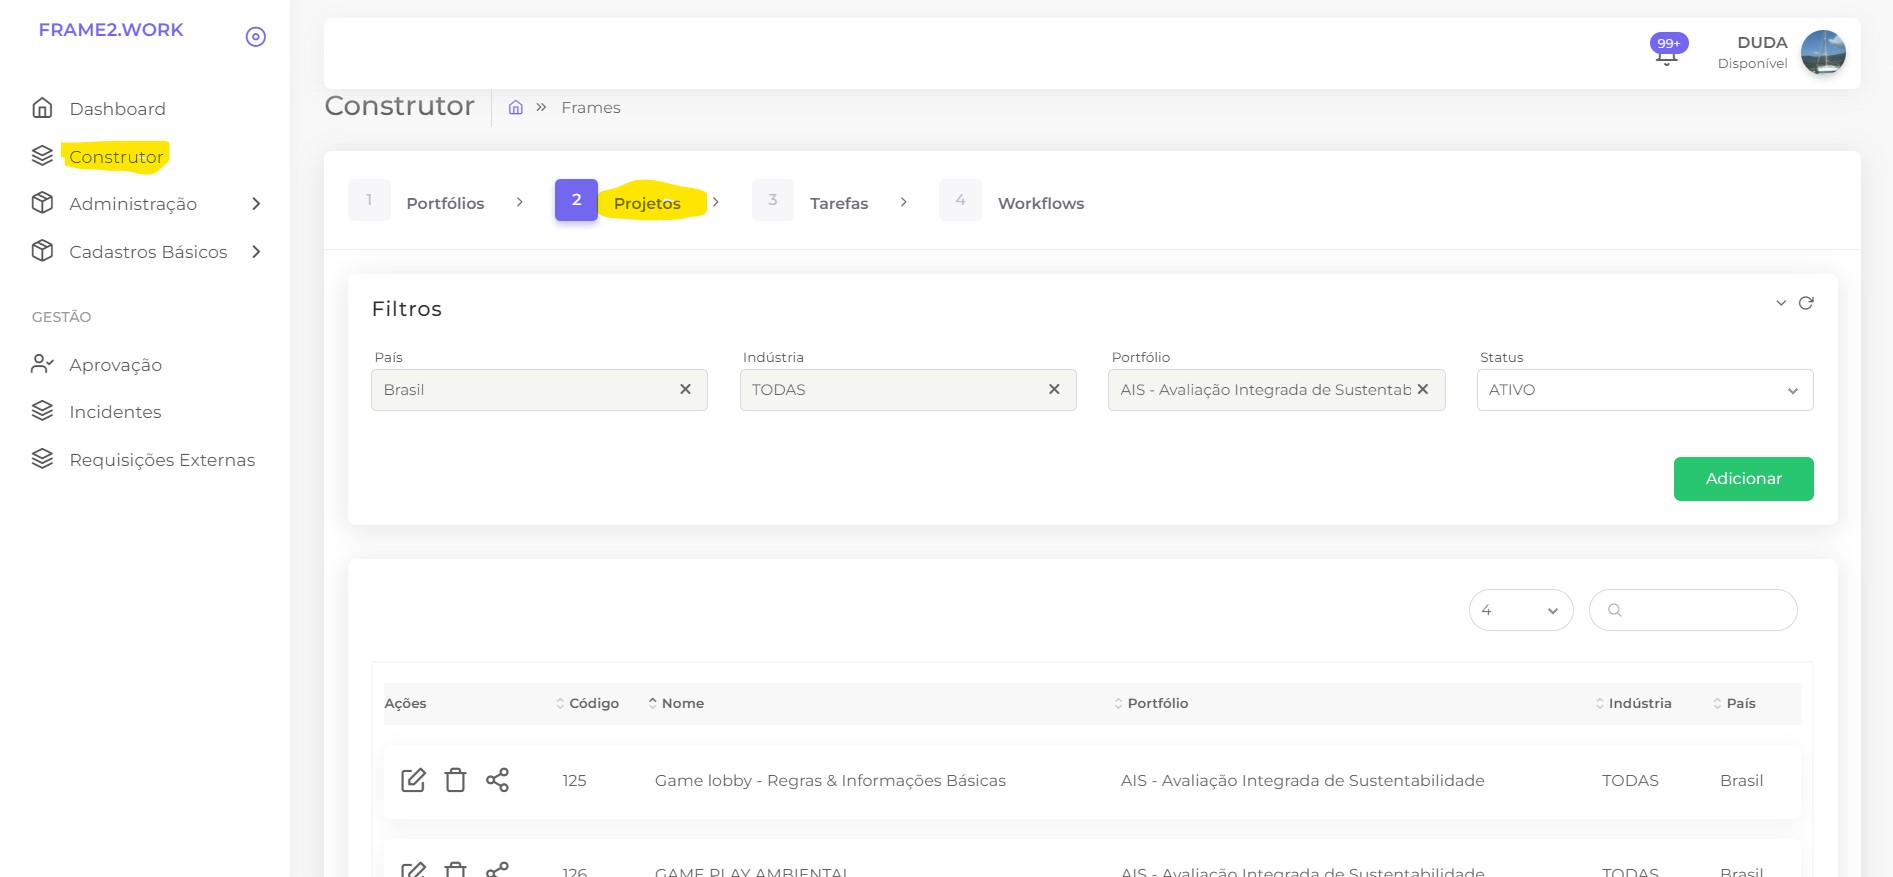 FRAME2.WORK
Dashboard
Construtor
Administração
Cadastros Básicos
GESTÃO
Aprovação
Incidentes
Requisições Externas
99+
DUDA
Disponível
Construtor
Frames
1 Portfólios
2 Projetos
3 Tarefas
4 Workflows
Filtros
País Indústria Portfólio Status
Brasil TODAS AIS - Avaliação Integrada de Sustentab ATIVO
Adicionar
4
Ações Código Nome Portfólio Indústria País
125 Game lobby - Regras & Informações Básicas AIS - Avaliação Integrada de Sustentabilidade TODAS Brasil
126 GAME PLAY AMBIENTAL AIS - Avaliação Integrada de Sustentabilidade TODAS Brasil